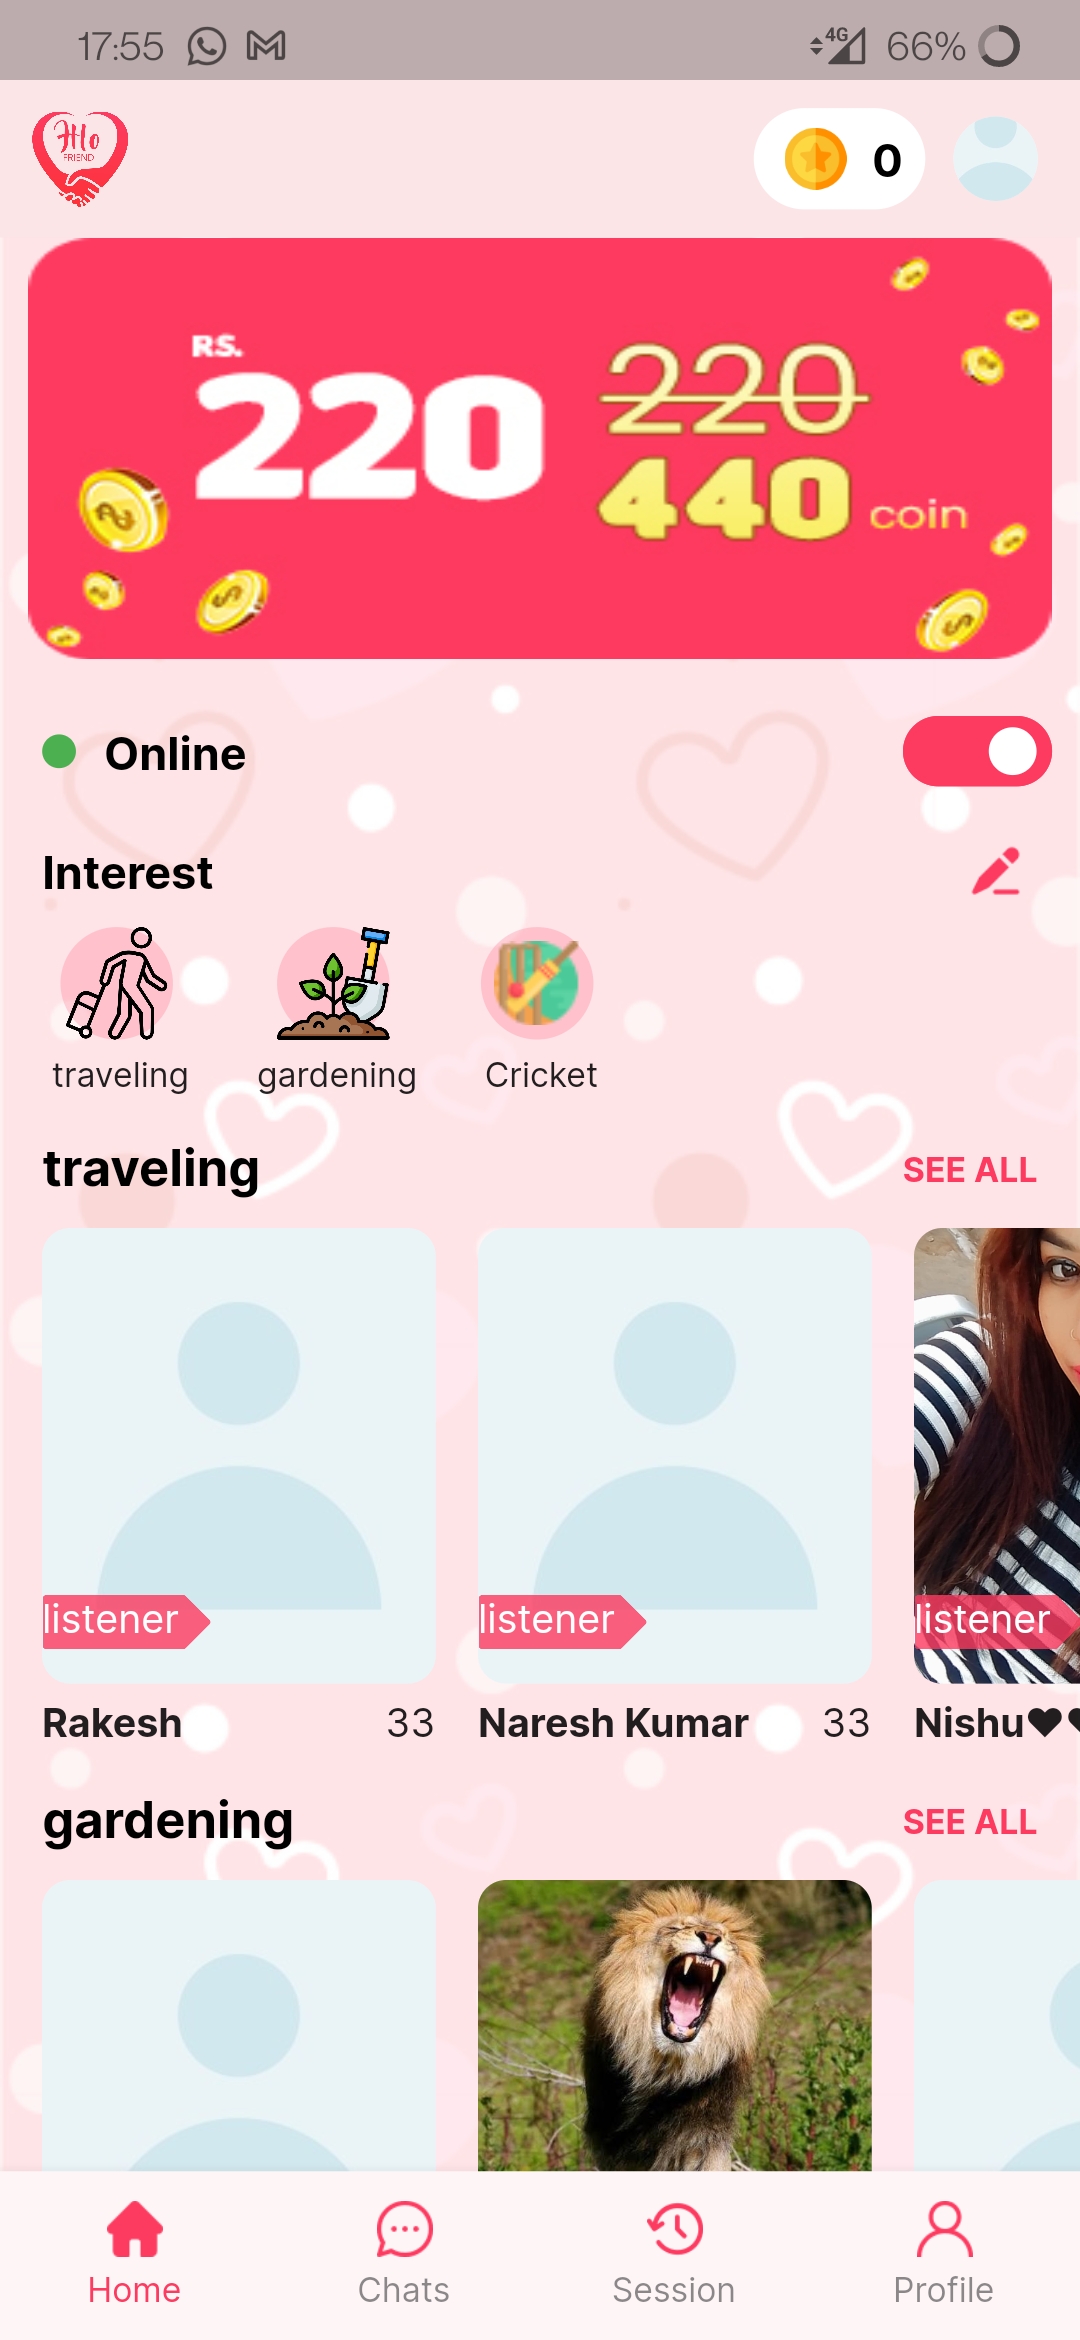 17:55
4G 66%
Hlo
FRIEND
0
RS.
220
220
440 coin
Online
Interest
traveling gardening Cricket
traveling SEE ALL
listener listener listener
Rakesh 33 Naresh Kumar 33 Nishu🖤🖤
gardening SEE ALL
Home Chats Session Profile